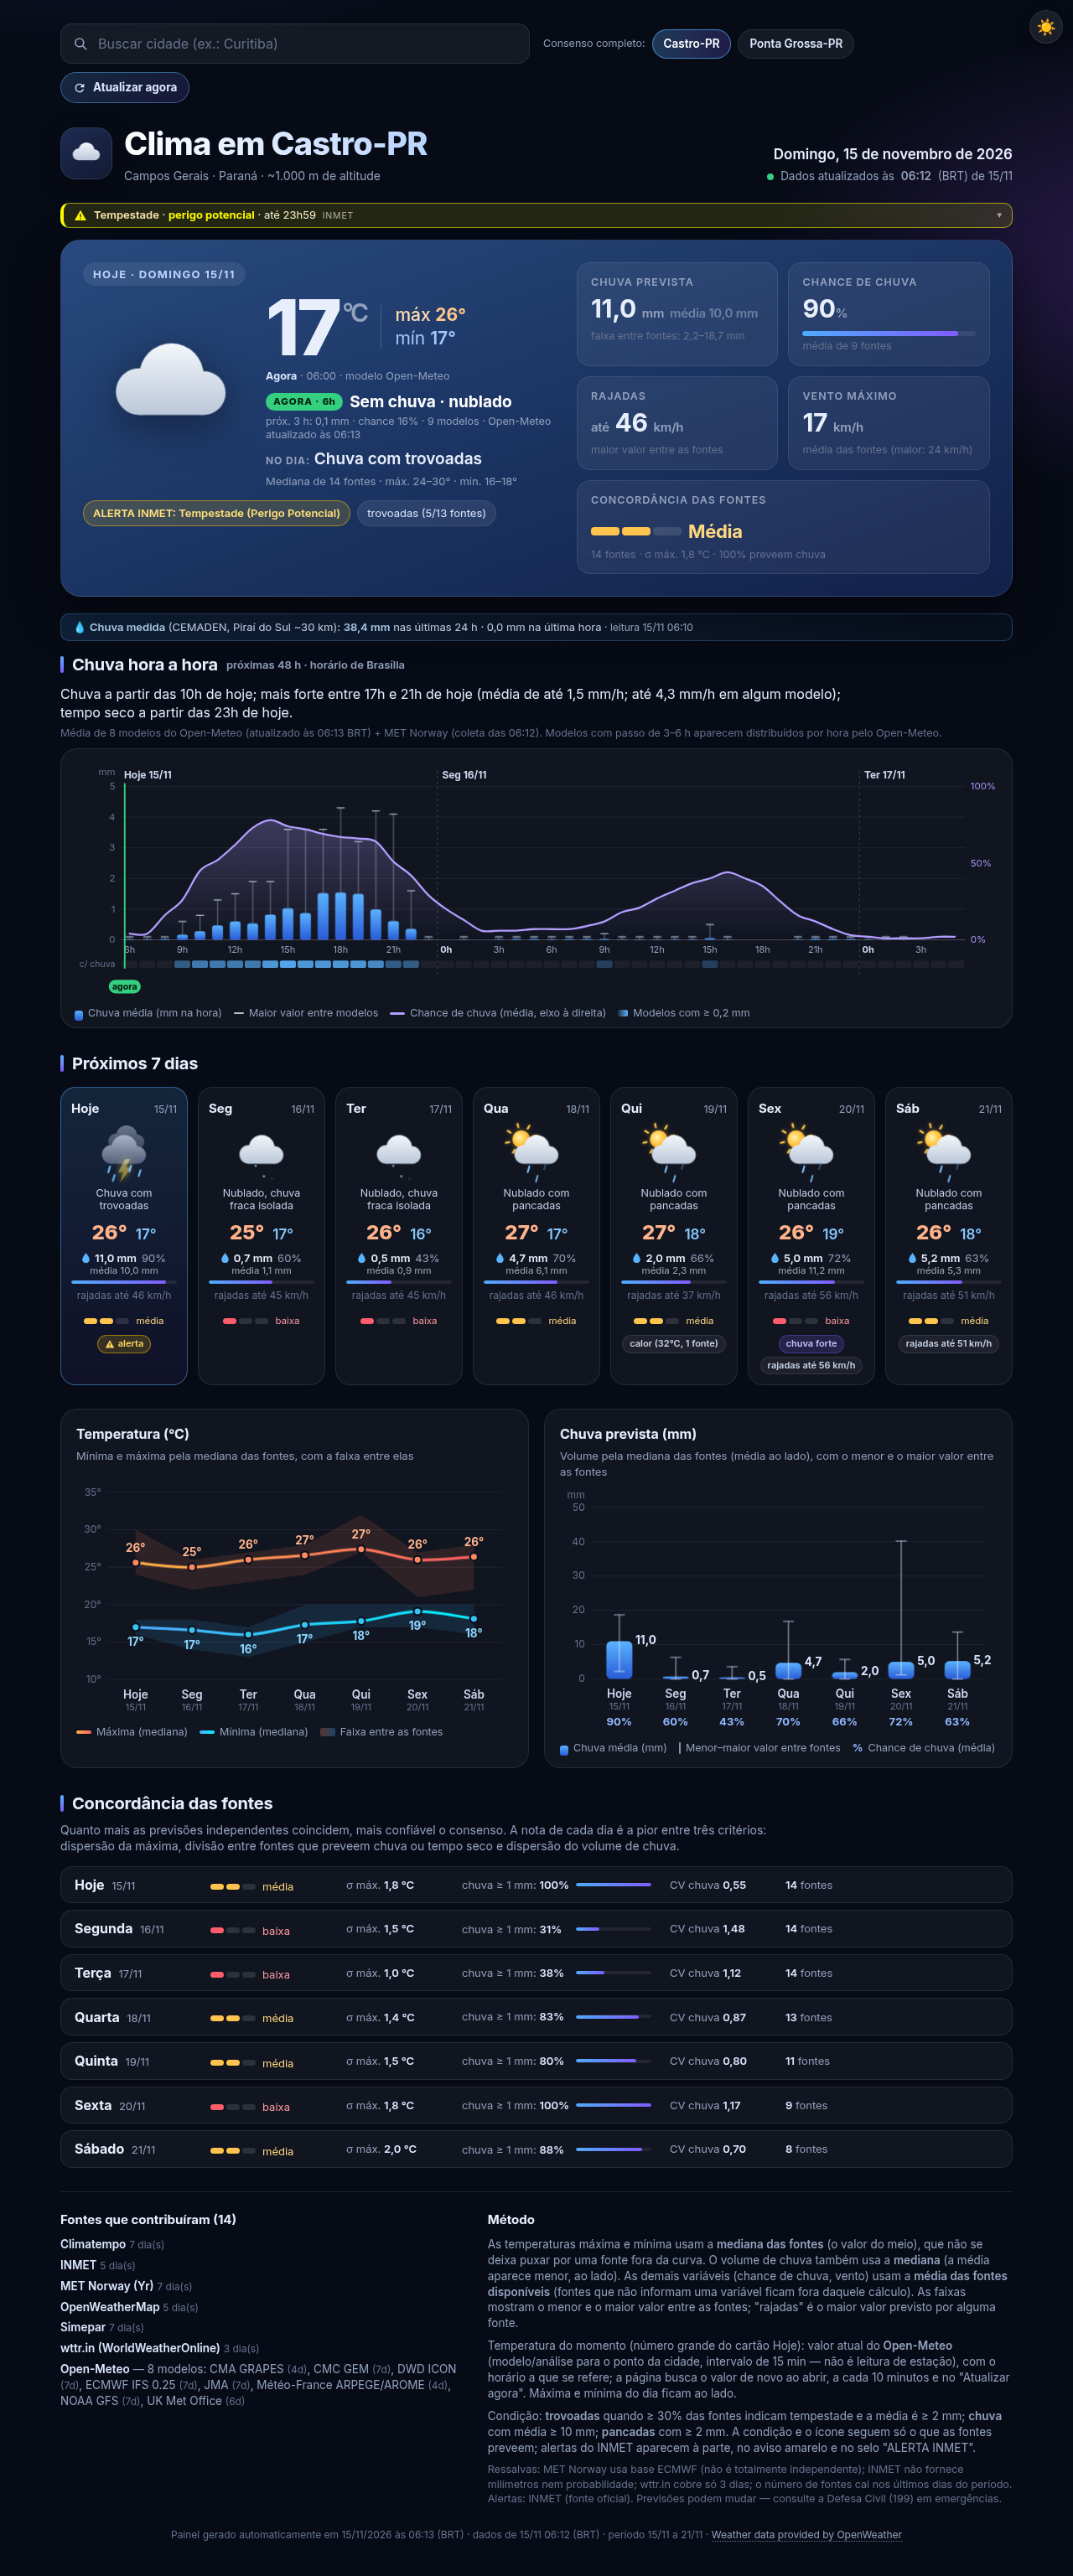 Buscar cidade (ex.: Curitiba)
Consenso completo: Castro-PR Ponta Grossa-PR
Atualizar agora
Clima em Castro-PR
Campos Gerais · Paraná · ~1.000 m de altitude
Domingo, 15 de novembro de 2026
Dados atualizados às 06:12 (BRT) de 15/11
Tempestade · perigo potencial · até 23h59 INMET
HOJE · DOMINGO 15/11
17°C
máx 26°
mín 17°
Agora · 06:00 · modelo Open-Meteo
AGORA · 6h Sem chuva · nublado
próx. 3 h: 0,1 mm · chance 16% · 9 modelos · Open-Meteo
atualizado às 06:13
NO DIA: Chuva com trovoadas
Mediana de 14 fontes · máx. 24–30° · mín. 16–18°
ALERTA INMET: Tempestade (Perigo Potencial)
trovoadas (5/13 fontes)
CHUVA PREVISTA
11,0 mm média 10,0 mm
faixa entre fontes: 2,2–18,7 mm
CHANCE DE CHUVA
90%
média de 9 fontes
RAJADAS
até 46 km/h
maior valor entre as fontes
VENTO MÁXIMO
17 km/h
média das fontes (maior: 24 km/h)
CONCORDÂNCIA DAS FONTES
Média
14 fontes · σ máx. 1,8 °C · 100% preveem chuva
Chuva medida (CEMADEN, Piraí do Sul ~30 km): 38,4 mm nas últimas 24 h · 0,0 mm na última hora · leitura 15/11 06:10
Chuva hora a hora próximas 48 h · horário de Brasília
Chuva a partir das 10h de hoje; mais forte entre 17h e 21h de hoje (média de até 1,5 mm/h; até 4,3 mm/h em algum modelo);
tempo seco a partir das 23h de hoje.
Média de 8 modelos do Open-Meteo (atualizado às 06:13 BRT) + MET Norway (coleta das 06:12). Modelos com passo de 3–6 h aparecem distribuídos por hora pelo Open-Meteo.
mm Hoje 15/11 Seg 16/11 Ter 17/11
5 100%
4
3
50%
2
1
0 0%
6h 9h 12h 15h 18h 21h 0h 3h 6h 9h 12h 15h 18h 21h 0h 3h
c/ chuva
agora
Chuva média (mm na hora) Maior valor entre modelos Chance de chuva (média, eixo à direita) Modelos com ≥ 0,2 mm
Próximos 7 dias
Hoje 15/11
Chuva com
trovoadas
26° 17°
11,0 mm 90%
média 10,0 mm
rajadas até 46 km/h
média
alerta
Seg 16/11
Nublado, chuva
fraca isolada
25° 17°
0,7 mm 60%
média 1,1 mm
rajadas até 45 km/h
baixa
Ter 17/11
Nublado, chuva
fraca isolada
26° 16°
0,5 mm 43%
média 0,9 mm
rajadas até 45 km/h
baixa
Qua 18/11
Nublado com
pancadas
27° 17°
4,7 mm 70%
média 6,1 mm
rajadas até 46 km/h
média
Qui 19/11
Nublado com
pancadas
27° 18°
2,0 mm 66%
média 2,3 mm
rajadas até 37 km/h
média
calor (32°C, 1 fonte)
Sex 20/11
Nublado com
pancadas
26° 19°
5,0 mm 72%
média 11,2 mm
rajadas até 56 km/h
baixa
chuva forte
rajadas até 56 km/h
Sáb 21/11
Nublado com
pancadas
26° 18°
5,2 mm 63%
média 5,3 mm
rajadas até 51 km/h
média
rajadas até 51 km/h
Temperatura (°C)
Mínima e máxima pela mediana das fontes, com a faixa entre elas
35°
30°
25°
20°
15°
10°
26° 25° 26° 27° 27° 26° 26°
17° 17° 16° 17° 18° 19° 18°
Hoje Seg Ter Qua Qui Sex Sáb
15/11 16/11 17/11 18/11 19/11 20/11 21/11
Máxima (mediana) Mínima (mediana) Faixa entre as fontes
Chuva prevista (mm)
Volume pela mediana das fontes (média ao lado), com o menor e o maior valor entre
as fontes
mm
50
40
30
20
10
0
11,0 0,7 0,5 4,7 2,0 5,0 5,2
Hoje Seg Ter Qua Qui Sex Sáb
15/11 16/11 17/11 18/11 19/11 20/11 21/11
90% 60% 43% 70% 66% 72% 63%
Chuva média (mm) Menor–maior valor entre fontes % Chance de chuva (média)
Concordância das fontes
Quanto mais as previsões independentes coincidem, mais confiável o consenso. A nota de cada dia é a pior entre três critérios:
dispersão da máxima, divisão entre fontes que preveem chuva ou tempo seco e dispersão do volume de chuva.
Hoje 15/11 média σ máx. 1,8 °C chuva ≥ 1 mm: 100% CV chuva 0,55 14 fontes
Segunda 16/11 baixa σ máx. 1,5 °C chuva ≥ 1 mm: 31% CV chuva 1,48 14 fontes
Terça 17/11 baixa σ máx. 1,0 °C chuva ≥ 1 mm: 38% CV chuva 1,12 14 fontes
Quarta 18/11 média σ máx. 1,4 °C chuva ≥ 1 mm: 83% CV chuva 0,87 13 fontes
Quinta 19/11 média σ máx. 1,5 °C chuva ≥ 1 mm: 80% CV chuva 0,80 11 fontes
Sexta 20/11 baixa σ máx. 1,8 °C chuva ≥ 1 mm: 100% CV chuva 1,17 9 fontes
Sábado 21/11 média σ máx. 2,0 °C chuva ≥ 1 mm: 88% CV chuva 0,70 8 fontes
Fontes que contribuíram (14)
Climatempo 7 dia(s)
INMET 5 dia(s)
MET Norway (Yr) 7 dia(s)
OpenWeatherMap 5 dia(s)
Simepar 7 dia(s)
wttr.in (WorldWeatherOnline) 3 dia(s)
Open-Meteo — 8 modelos: CMA GRAPES (4d), CMC GEM (7d), DWD ICON
(7d), ECMWF IFS 0.25 (7d), JMA (7d), Météo-France ARPEGE/AROME (4d),
NOAA GFS (7d), UK Met Office (6d)
Método
As temperaturas máxima e mínima usam a mediana das fontes (o valor do meio), que não se
deixa puxar por uma fonte fora da curva. O volume de chuva também usa a mediana (a média
aparece menor, ao lado). As demais variáveis (chance de chuva, vento) usam a média das fontes
disponíveis (fontes que não informam uma variável ficam fora daquele cálculo). As faixas
mostram o menor e o maior valor entre as fontes; "rajadas" é o maior valor previsto por alguma
fonte.
Temperatura do momento (número grande do cartão Hoje): valor atual do Open-Meteo
(modelo/análise para o ponto da cidade, intervalo de 15 min — não é leitura de estação), com o
horário a que se refere; a página busca o valor de novo ao abrir, a cada 10 minutos e no "Atualizar
agora". Máxima e mínima do dia ficam ao lado.
Condição: trovoadas quando ≥ 30% das fontes indicam tempestade e a média é ≥ 2 mm; chuva
com média ≥ 10 mm; pancadas com ≥ 2 mm. A condição e o ícone seguem só o que as fontes
preveem; alertas do INMET aparecem à parte, no aviso amarelo e no selo "ALERTA INMET".
Ressalvas: MET Norway usa base ECMWF (não é totalmente independente); INMET não fornece
milímetros nem probabilidade; wttr.in cobre só 3 dias; o número de fontes cai nos últimos dias do período.
Alertas: INMET (fonte oficial). Previsões podem mudar — consulte a Defesa Civil (199) em emergências.
Painel gerado automaticamente em 15/11/2026 às 06:13 (BRT) · dados de 15/11 06:12 (BRT) · período 15/11 a 21/11 · Weather data provided by OpenWeather